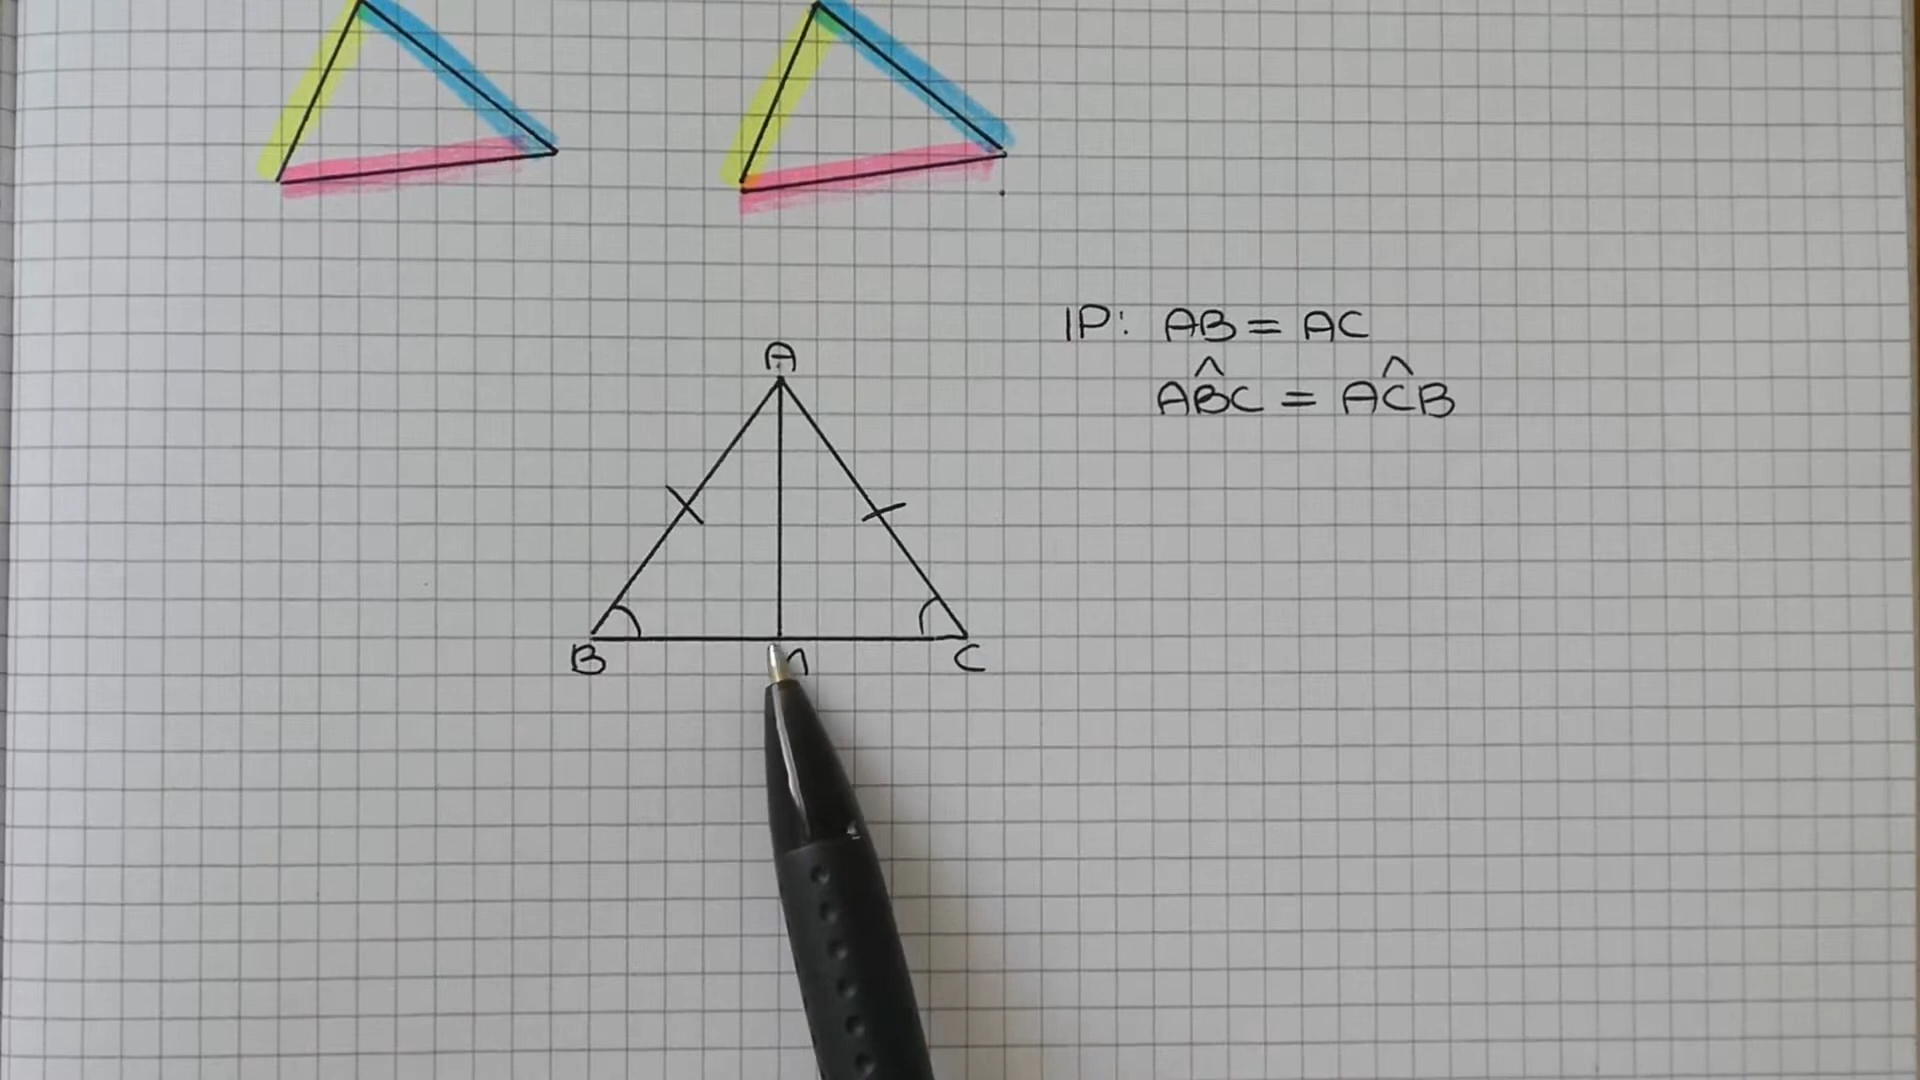 IP: AB = AC
AB̂C = AĈB
A
B
C